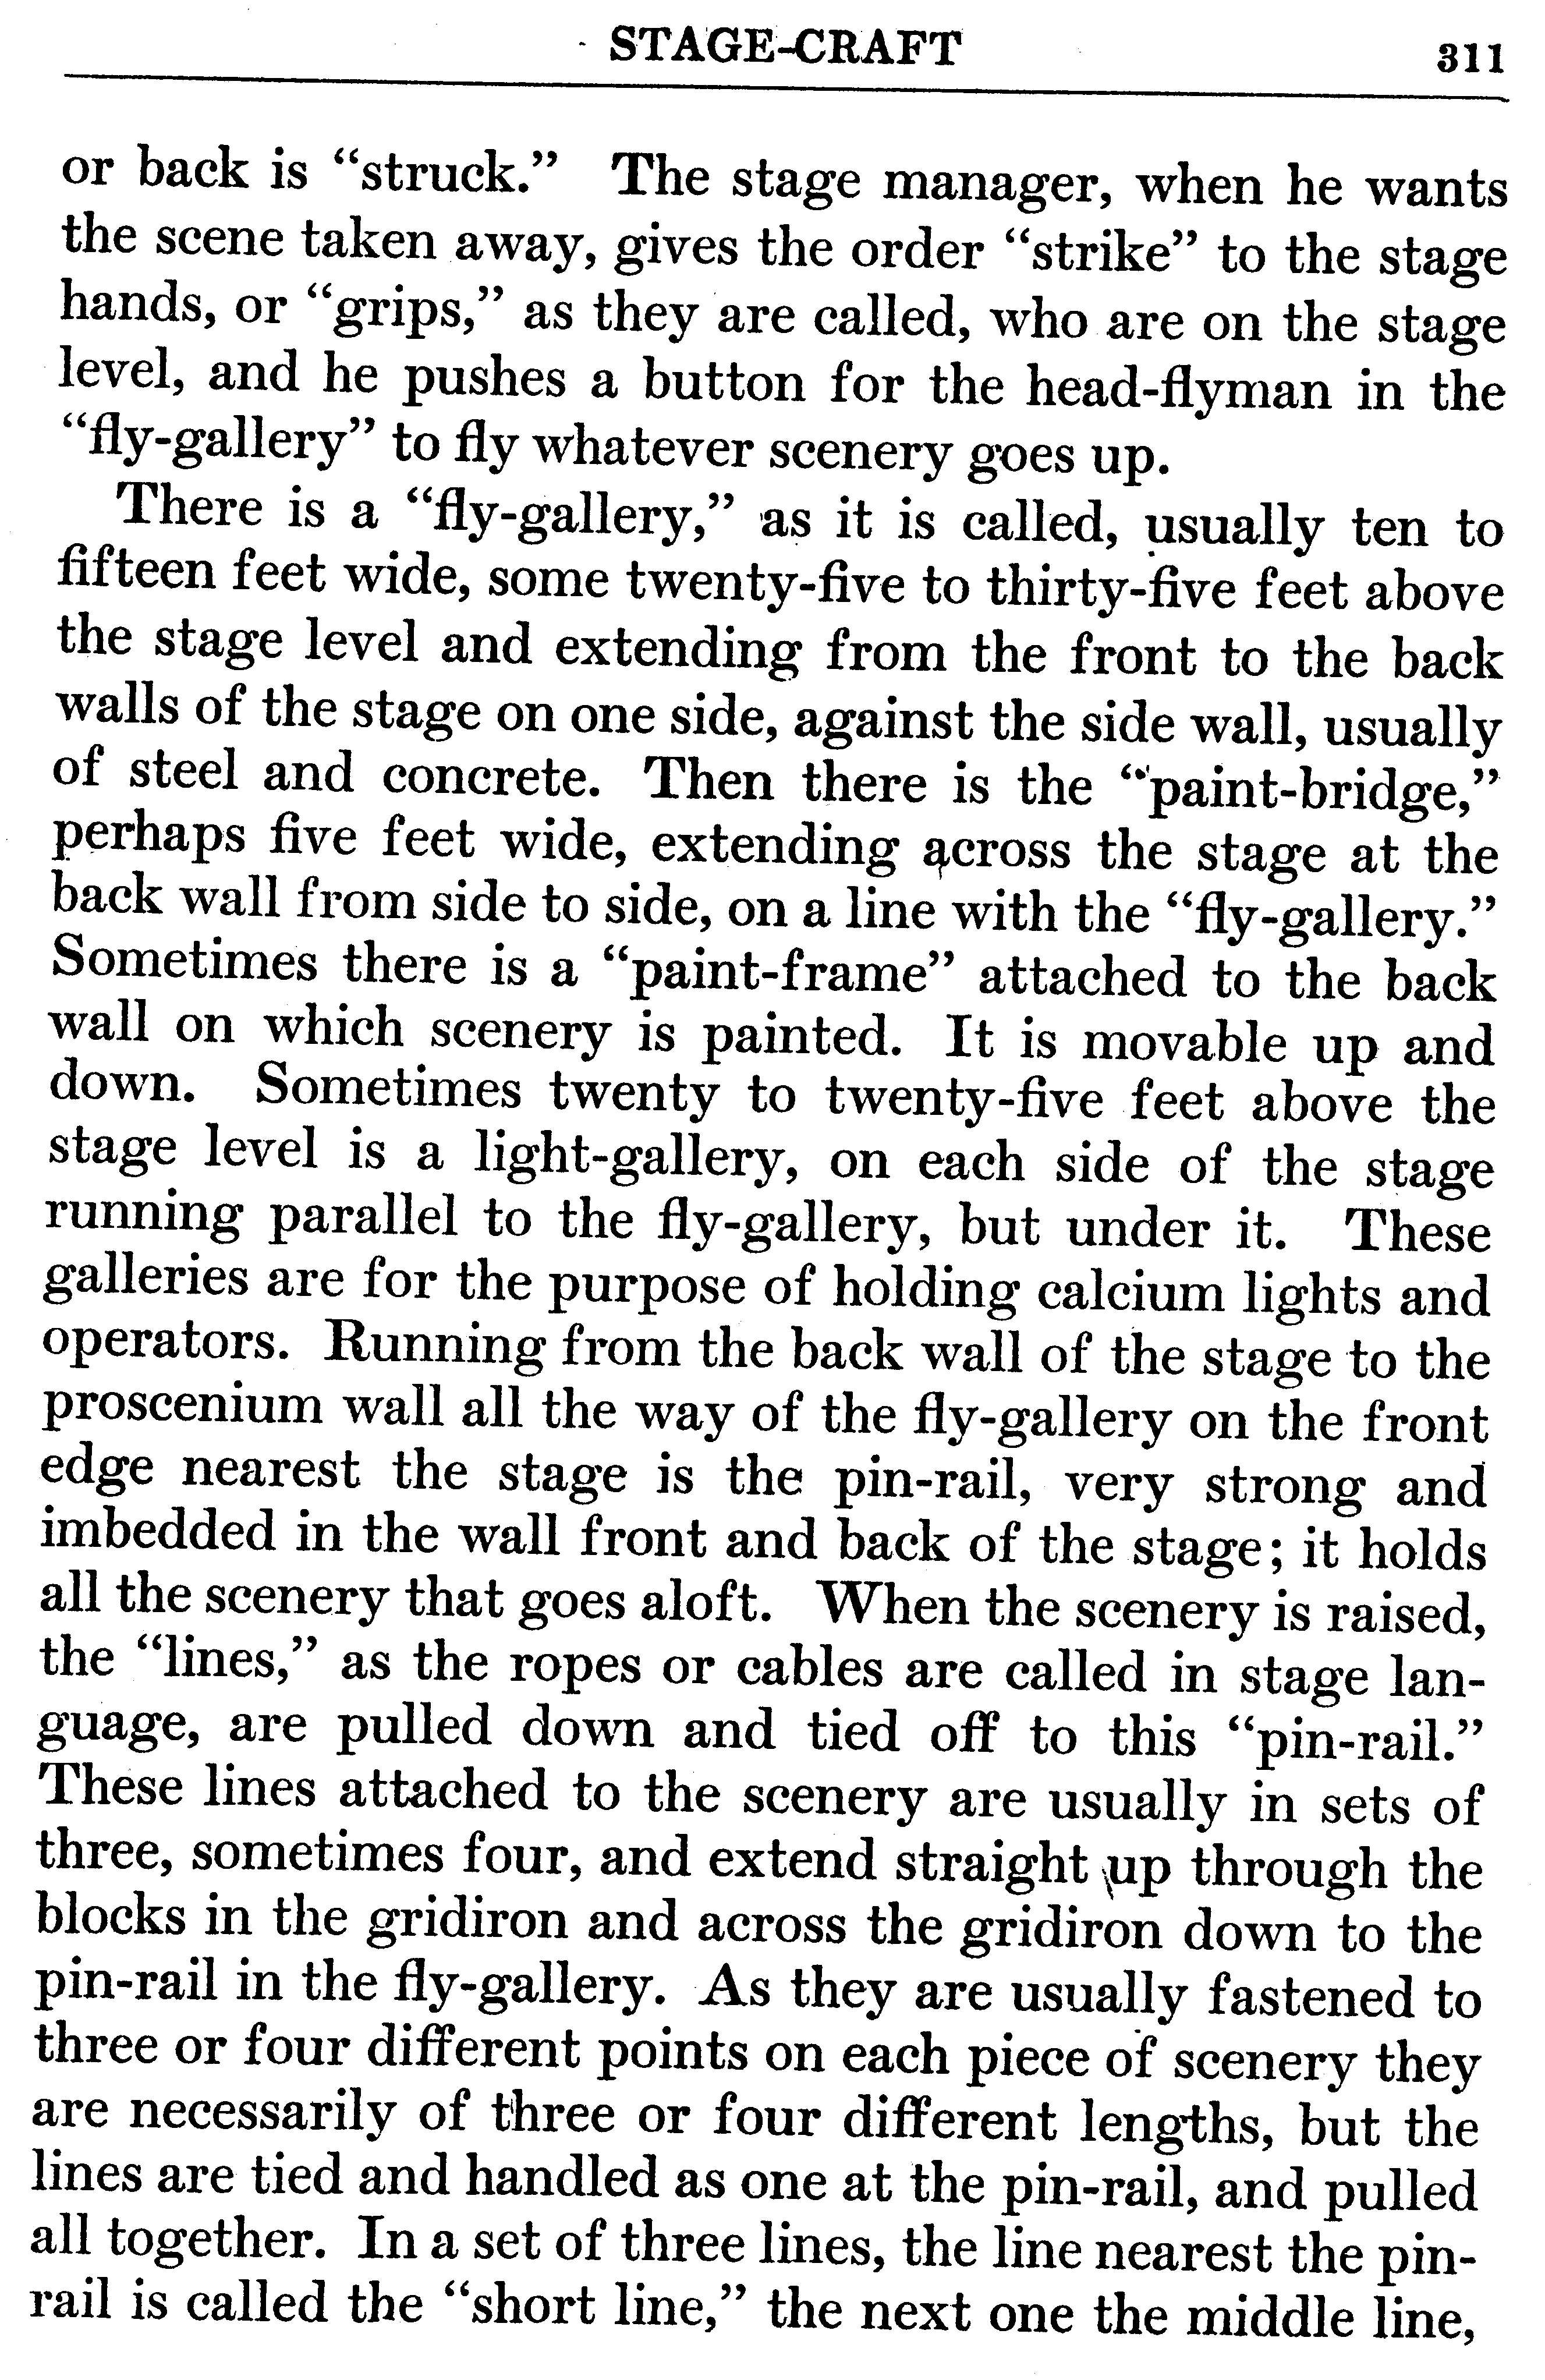 STAGE-CRAFT 311
or back is “struck.” The stage manager, when he wants
the scene taken away, gives the order “strike” to the stage
hands, or “grips,” as they are called, who are on the stage
level, and he pushes a button for the head-flyman in the
“fly-gallery” to fly whatever scenery goes up.
There is a “fly-gallery,” as it is called, usually ten to
fifteen feet wide, some twenty-five to thirty-five feet above
the stage level and extending from the front to the back
walls of the stage on one side, against the side wall, usually
of steel and concrete. Then there is the “paint-bridge,”
perhaps five feet wide, extending across the stage at the
back wall from side to side, on a line with the “fly-gallery.”
Sometimes there is a “paint-frame” attached to the back
wall on which scenery is painted. It is movable up and
down. Sometimes twenty to twenty-five feet above the
stage level is a light-gallery, on each side of the stage
running parallel to the fly-gallery, but under it. These
galleries are for the purpose of holding calcium lights and
operators. Running from the back wall of the stage to the
proscenium wall all the way of the fly-gallery on the front
edge nearest the stage is the pin-rail, very strong and
imbedded in the wall front and back of the stage; it holds
all the scenery that goes aloft. When the scenery is raised,
the “lines,” as the ropes or cables are called in stage lan-
guage, are pulled down and tied off to this “pin-rail.”
These lines attached to the scenery are usually in sets of
three, sometimes four, and extend straight up through the
blocks in the gridiron and across the gridiron down to the
pin-rail in the fly-gallery. As they are usually fastened to
three or four different points on each piece of scenery they
are necessarily of three or four different lengths, but the
lines are tied and handled as one at the pin-rail, and pulled
all together. In a set of three lines, the line nearest the pin-
rail is called the “short line,” the next one the middle line,